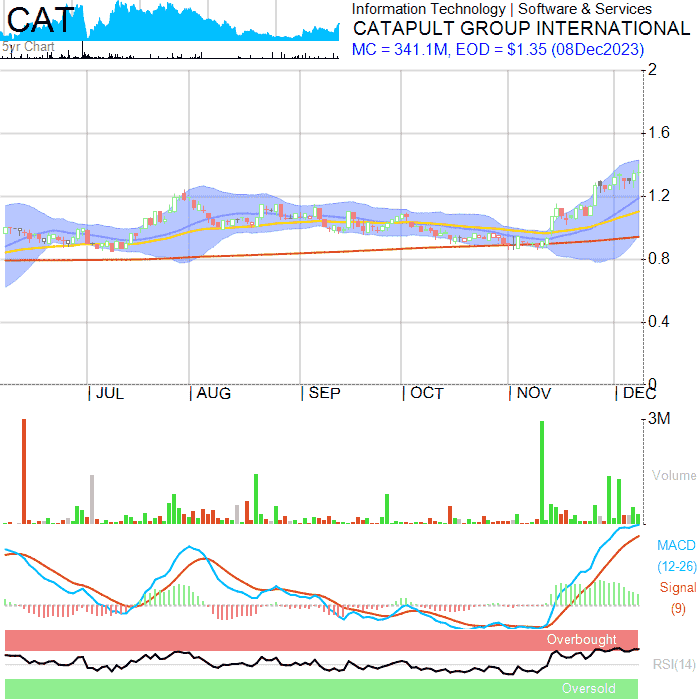 CAT
5yr Chart
Information Technology | Software & Services
CATAPULT GROUP INTERNATIONAL
MC = 341.1M, EOD = $1.35 (08Dec2023)
2
1.6
1.2
0.8
0.4
0
JUL AUG SEP OCT NOV DEC
3M
Volume
MACD
(12-26)
Signal
(9)
Overbought
RSI(14)
Oversold